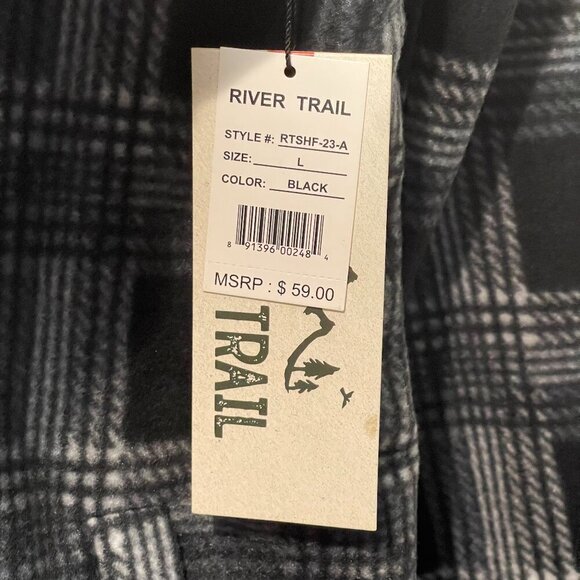 RIVER TRAIL
STYLE #: RTSHF-23-A
SIZE: L
COLOR: BLACK
8 91396 00248 4
MSRP : $ 59.00
TRAIL